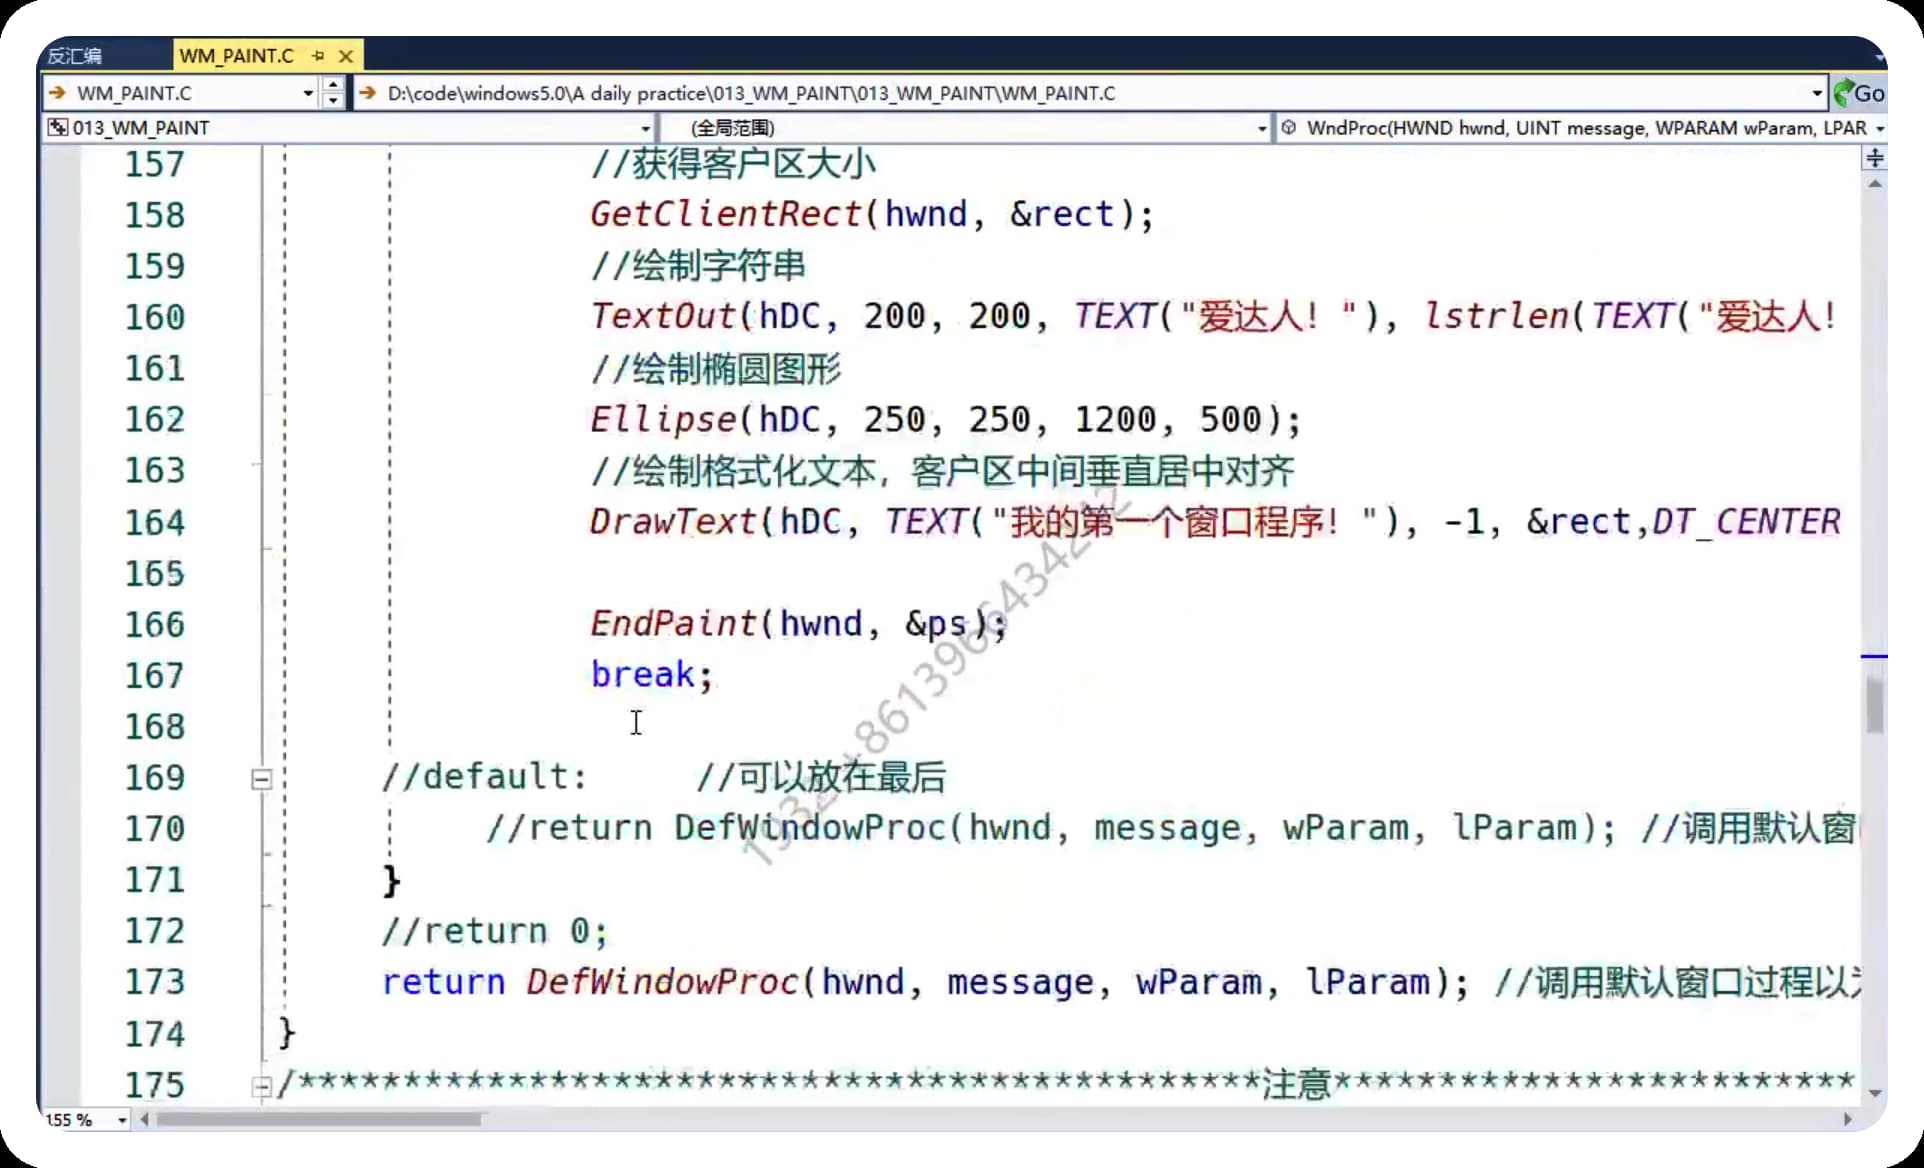 反汇编 WM_PAINT.C
WM_PAINT.C D:\code\windows5.0\A daily practice\013_WM_PAINT\013_WM_PAINT\WM_PAINT.C Go
013_WM_PAINT (全局范围) WndProc(HWND hwnd, UINT message, WPARAM wParam, LPAR
157 //获得客户区大小
158 GetClientRect(hwnd, &rect);
159 //绘制字符串
160 TextOut(hDC, 200, 200, TEXT("爱达人！"), lstrlen(TEXT("爱达人！
161 //绘制椭圆图形
162 Ellipse(hDC, 250, 250, 1200, 500);
163 //绘制格式化文本，客户区中间垂直居中对齐
164 DrawText(hDC, TEXT("我的第一个窗口程序！"), -1, &rect,DT_CENTER
165
166 EndPaint(hwnd, &ps);
167 break;
168
169 //default: //可以放在最后
170 //return DefWindowProc(hwnd, message, wParam, lParam); //调用默认窗
171 }
172 //return 0;
173 return DefWindowProc(hwnd, message, wParam, lParam); //调用默认窗口过程以
174 }
175 /**********************************************注意*************************
155 %